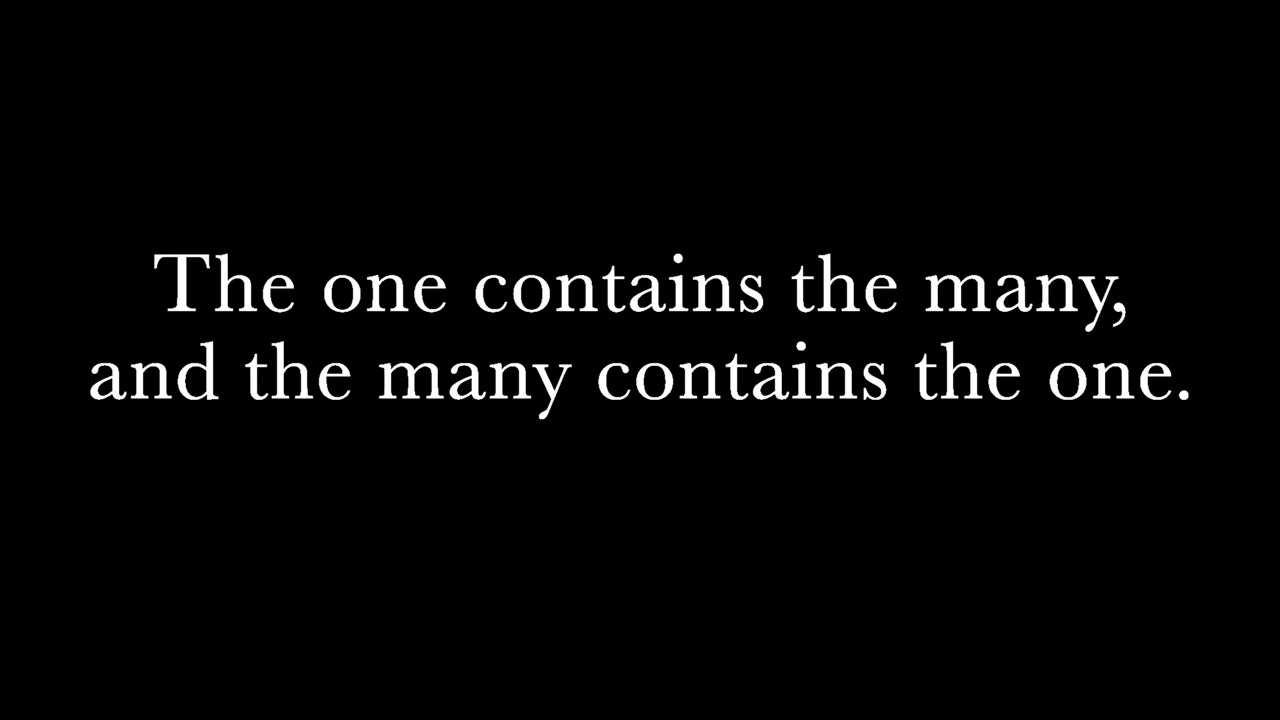 The one contains the many,
and the many contains the one.